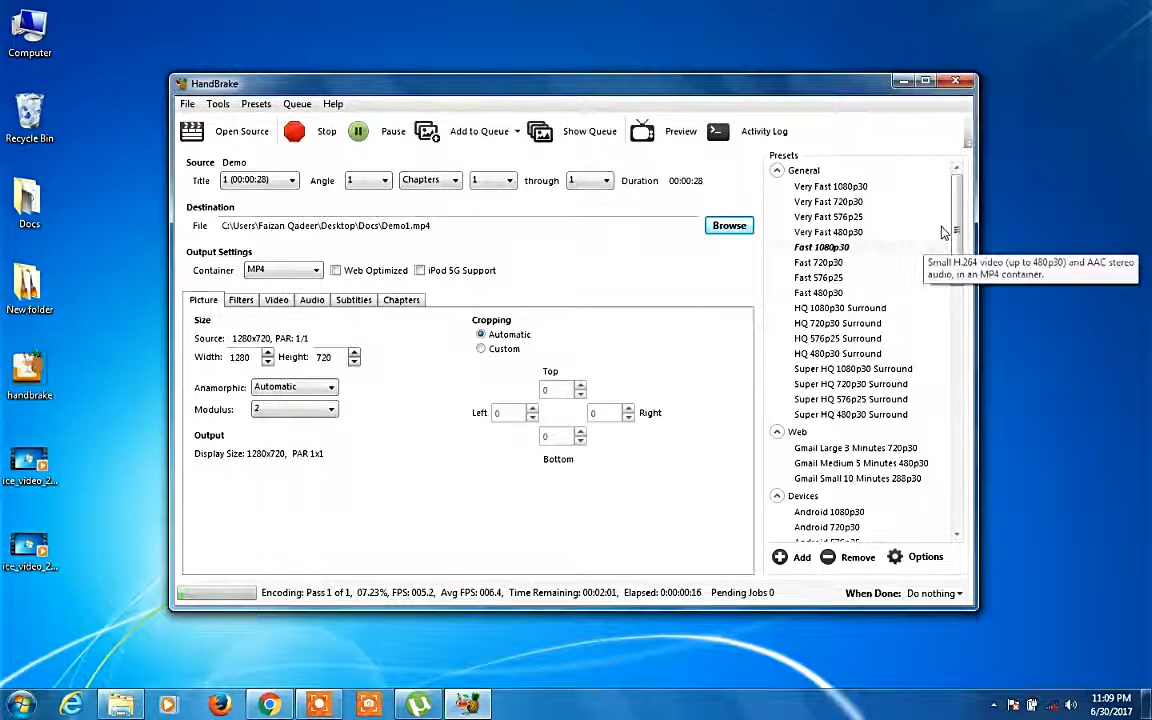 Computer
Recycle Bin
Docs
New folder
handbrake
ice_video_2...
ice_video_2...
HandBrake
File Tools Presets Queue Help
Open Source Stop Pause Add to Queue Show Queue Preview Activity Log
Source Demo
Title 1 (00:00:28) Angle 1 Chapters 1 through 1 Duration 00:00:28
Destination
File C:\Users\Faizan Qadeer\Desktop\Docs\Demo1.mp4 Browse
Output Settings
Container MP4 Web Optimized iPod 5G Support
Picture Filters Video Audio Subtitles Chapters
Size
Source: 1280x720, PAR: 1/1
Width: 1280 Height: 720
Anamorphic: Automatic
Modulus: 2
Output
Display Size: 1280x720, PAR 1x1
Cropping
Automatic
Custom
Top
0
Left 0 0 Right
0
Bottom
Presets
General
Very Fast 1080p30
Very Fast 720p30
Very Fast 576p25
Very Fast 480p30
Fast 1080p30
Fast 720p30
Fast 576p25
Fast 480p30
HQ 1080p30 Surround
HQ 720p30 Surround
HQ 576p25 Surround
HQ 480p30 Surround
Super HQ 1080p30 Surround
Super HQ 720p30 Surround
Super HQ 576p25 Surround
Super HQ 480p30 Surround
Web
Gmail Large 3 Minutes 720p30
Gmail Medium 5 Minutes 480p30
Gmail Small 10 Minutes 288p30
Devices
Android 1080p30
Android 720p30
Android 576p25
Small H.264 video (up to 480p30) and AAC stereo
audio, in an MP4 container.
Add Remove Options
Encoding: Pass 1 of 1, 07.23%, FPS: 005.2, Avg FPS: 006.4, Time Remaining: 00:02:01, Elapsed: 0:00:00:16 Pending Jobs 0
When Done: Do nothing
11:09 PM
6/30/2017